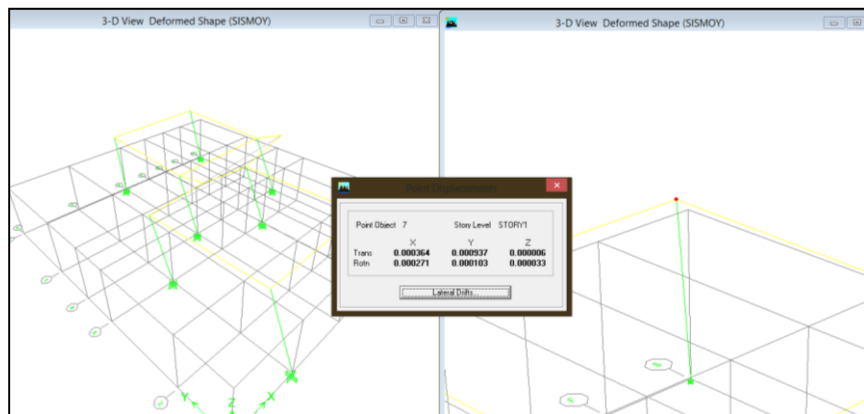 3-D View Deformed Shape (SISMOY)
3-D View Deformed Shape (SISMOY)
Point Displacements
Point Object 7 Story Level STORY1
X Y Z
Trans 0.000364 0.000937 0.000006
Rotn 0.000271 0.000103 0.000033
Lateral Drifts...
Y Z X